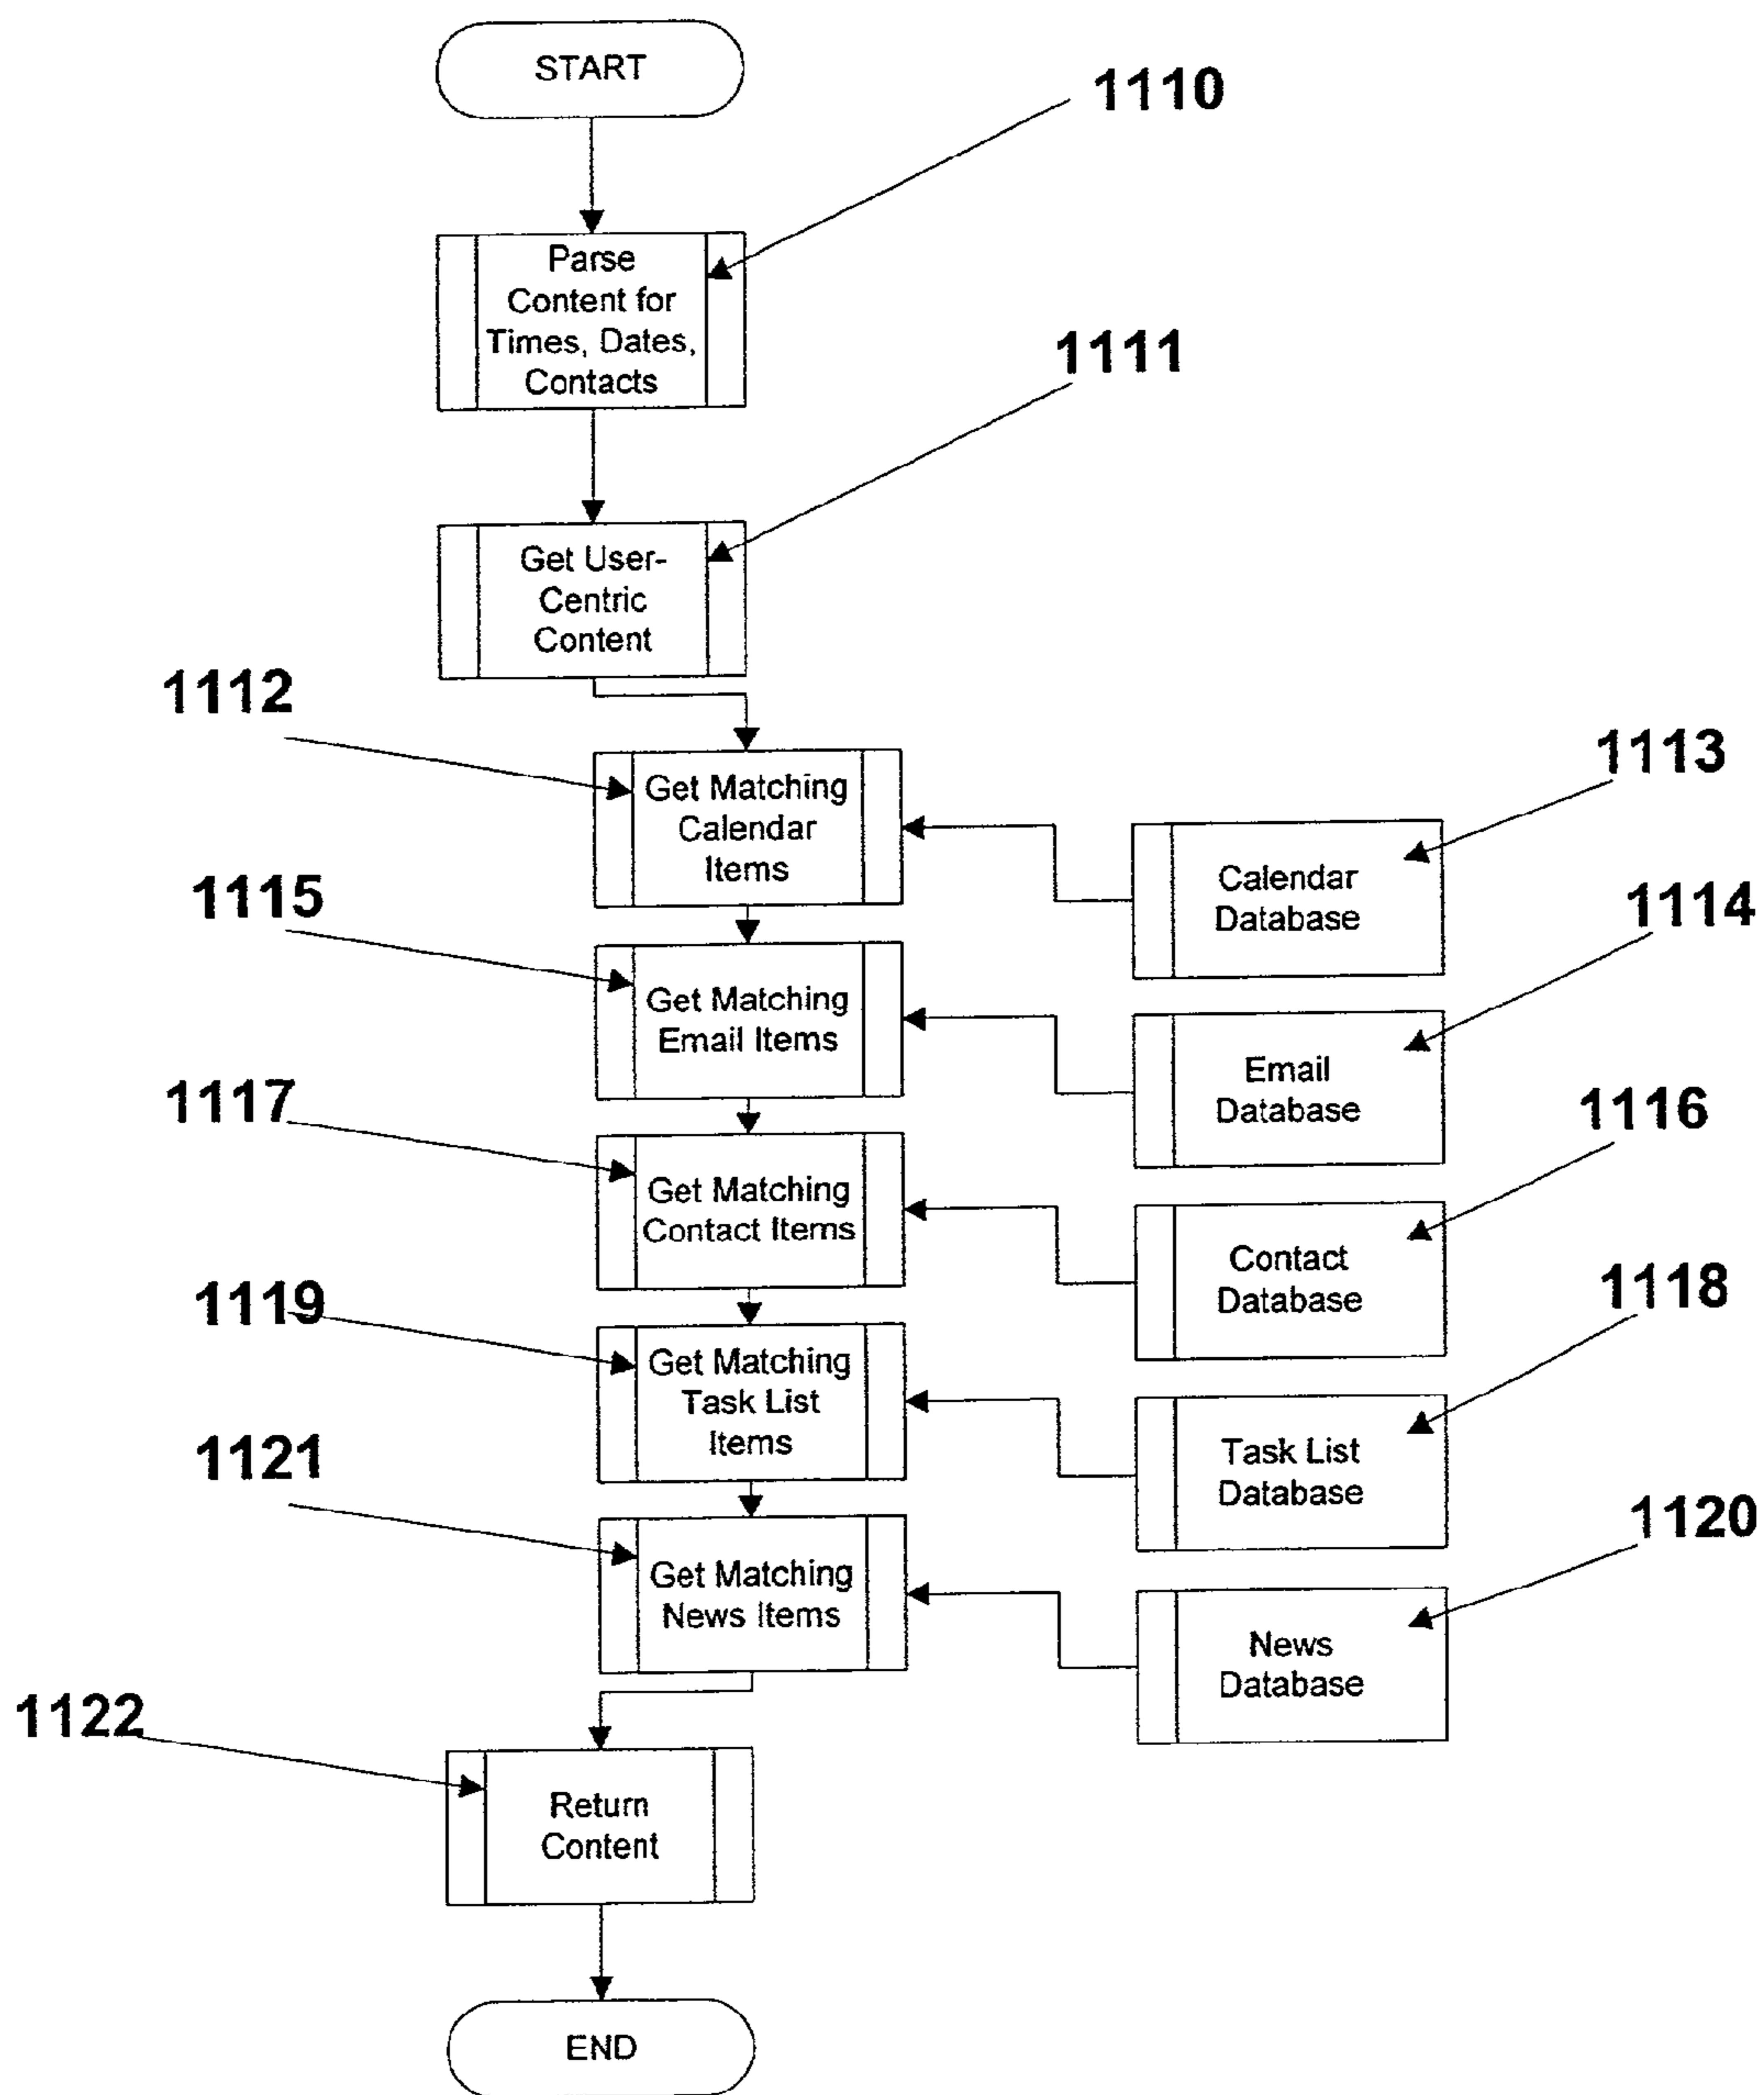 START
1110
Parse
Content for
Times, Dates,
Contacts
1111
Get User-
Centric
Content
1112
Get Matching
Calendar
Items
1113
Calendar
Database
1115
Get Matching
Email Items
1114
Email
Database
1117
Get Matching
Contact Items
1116
Contact
Database
1119
Get Matching
Task List
Items
1118
Task List
Database
1121
Get Matching
News Items
1120
News
Database
1122
Return
Content
END